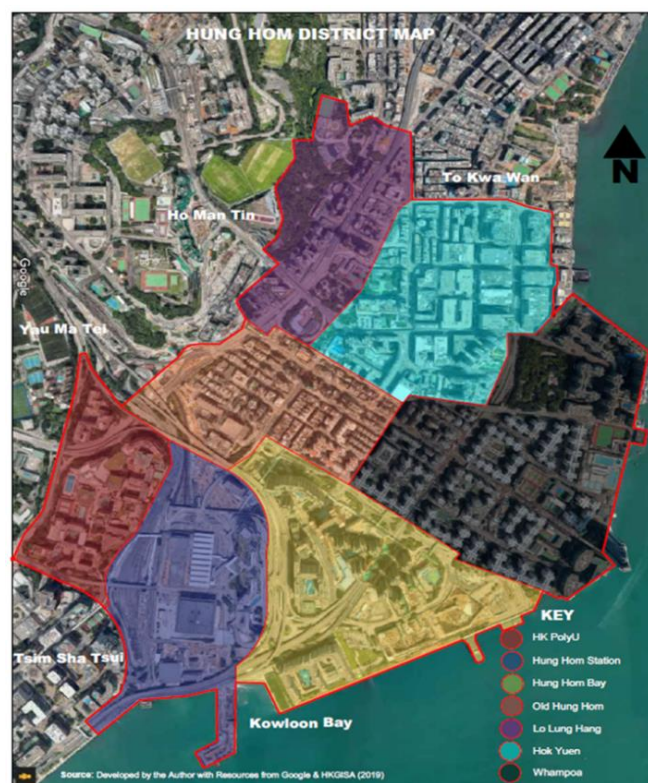 HUNG HOM DISTRICT MAP
To Kwa Wan
N
Ho Man Tin
Google
Yau Ma Tei
KEY
HK PolyU
Hung Hom Station
Tsim Sha Tsui
Hung Hom Bay
Old Hung Hom
Lo Lung Hang
Kowloon Bay
Hok Yuen
Whampoa
Source: Developed by the Author with Resources from Google & HKGISA (2019)